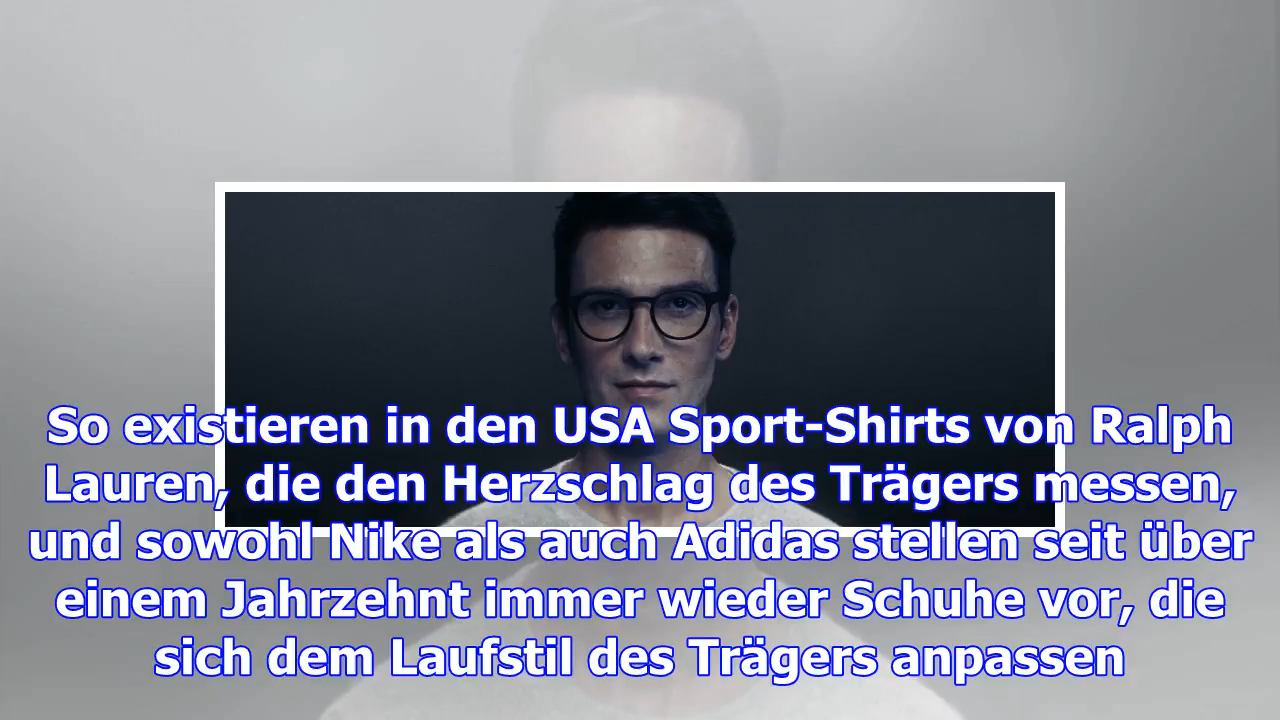 So existieren in den USA Sport-Shirts von Ralph
Lauren, die den Herzschlag des Trägers messen,
und sowohl Nike als auch Adidas stellen seit über
einem Jahrzehnt immer wieder Schuhe vor, die
sich dem Laufstil des Trägers anpassen